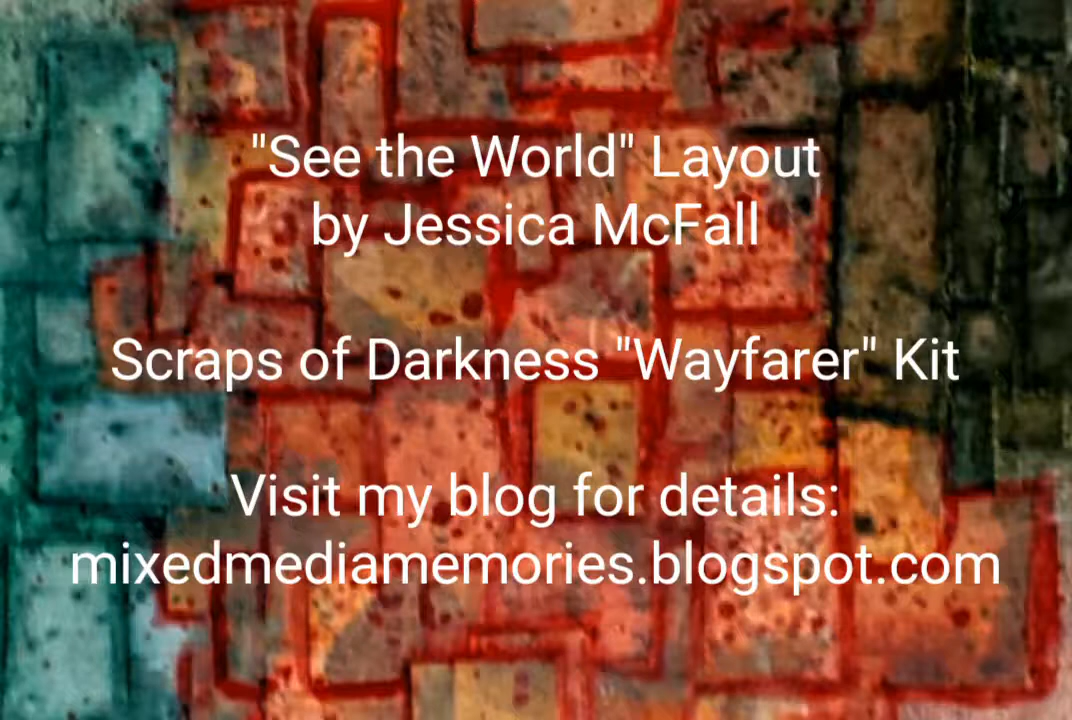 "See the World" Layout
by Jessica McFall
Scraps of Darkness "Wayfarer" Kit
Visit my blog for details:
mixedmediamemories.blogspot.com